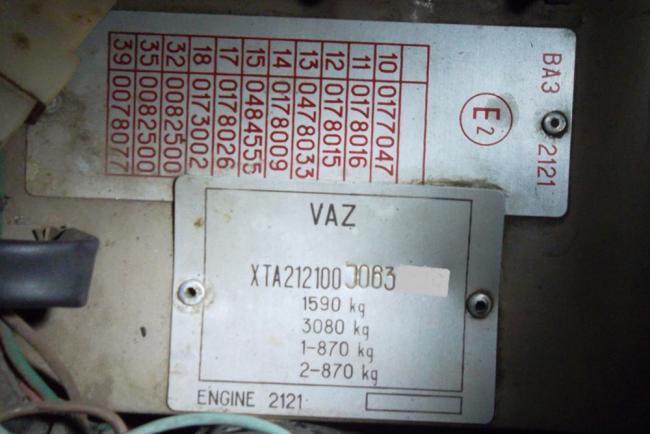 ВАЗ 2121
E2
10 0177047
11 0178016
12 0178015
13 0478033
14 0178009
15 0484555
17 0178026
18 0173002
32 0082500
35 0082500
39 0078077
VAZ
XTA212100J063
1590 kg
3080 kg
1-870 kg
2-870 kg
ENGINE 2121